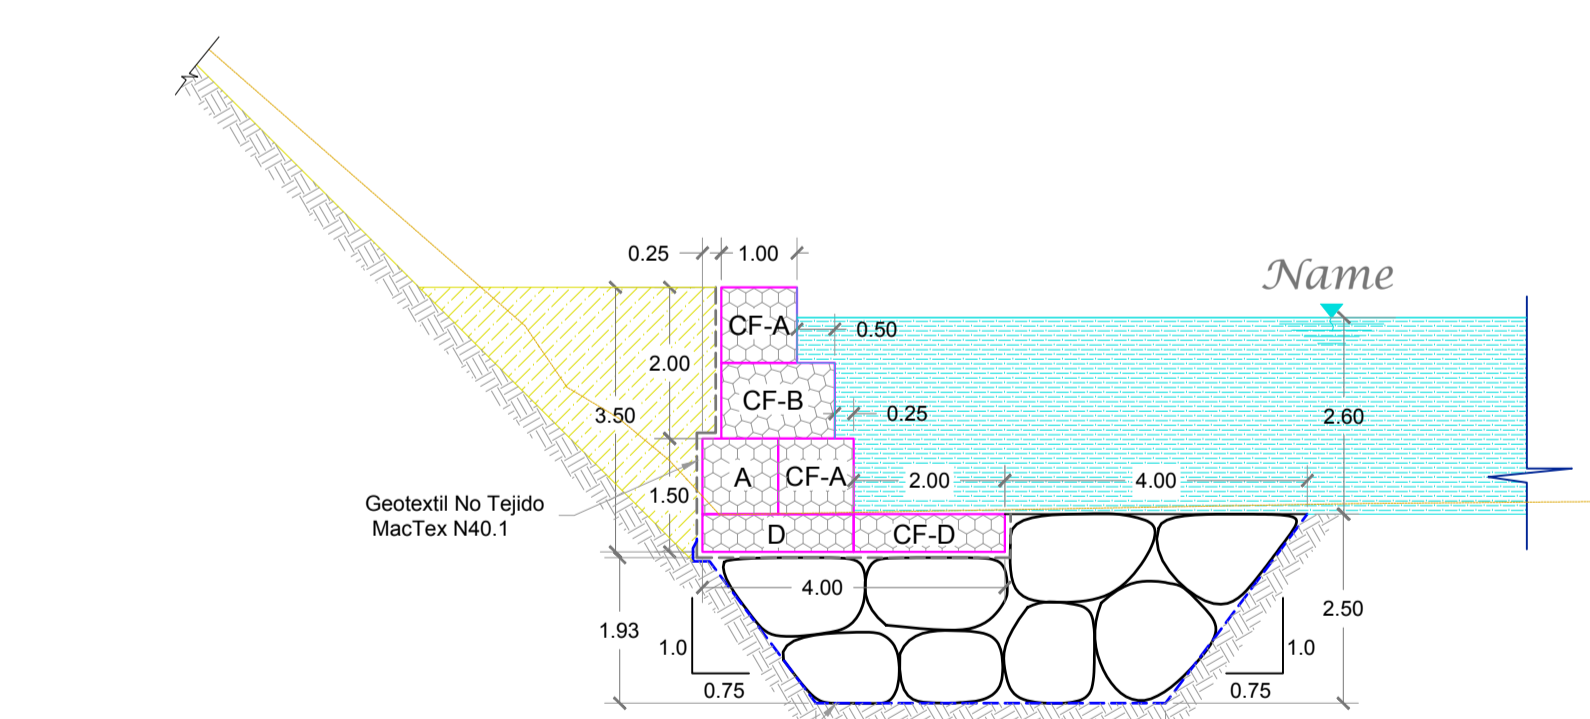 0.25
1.00
Name
CF-A
0.50
2.00
CF-B
3.50
0.25
2.60
A
CF-A
2.00
4.00
1.50
Geotextil No Tejido
MacTex N40.1
D
CF-D
4.00
2.50
1.93
1.0
1.0
0.75
0.75